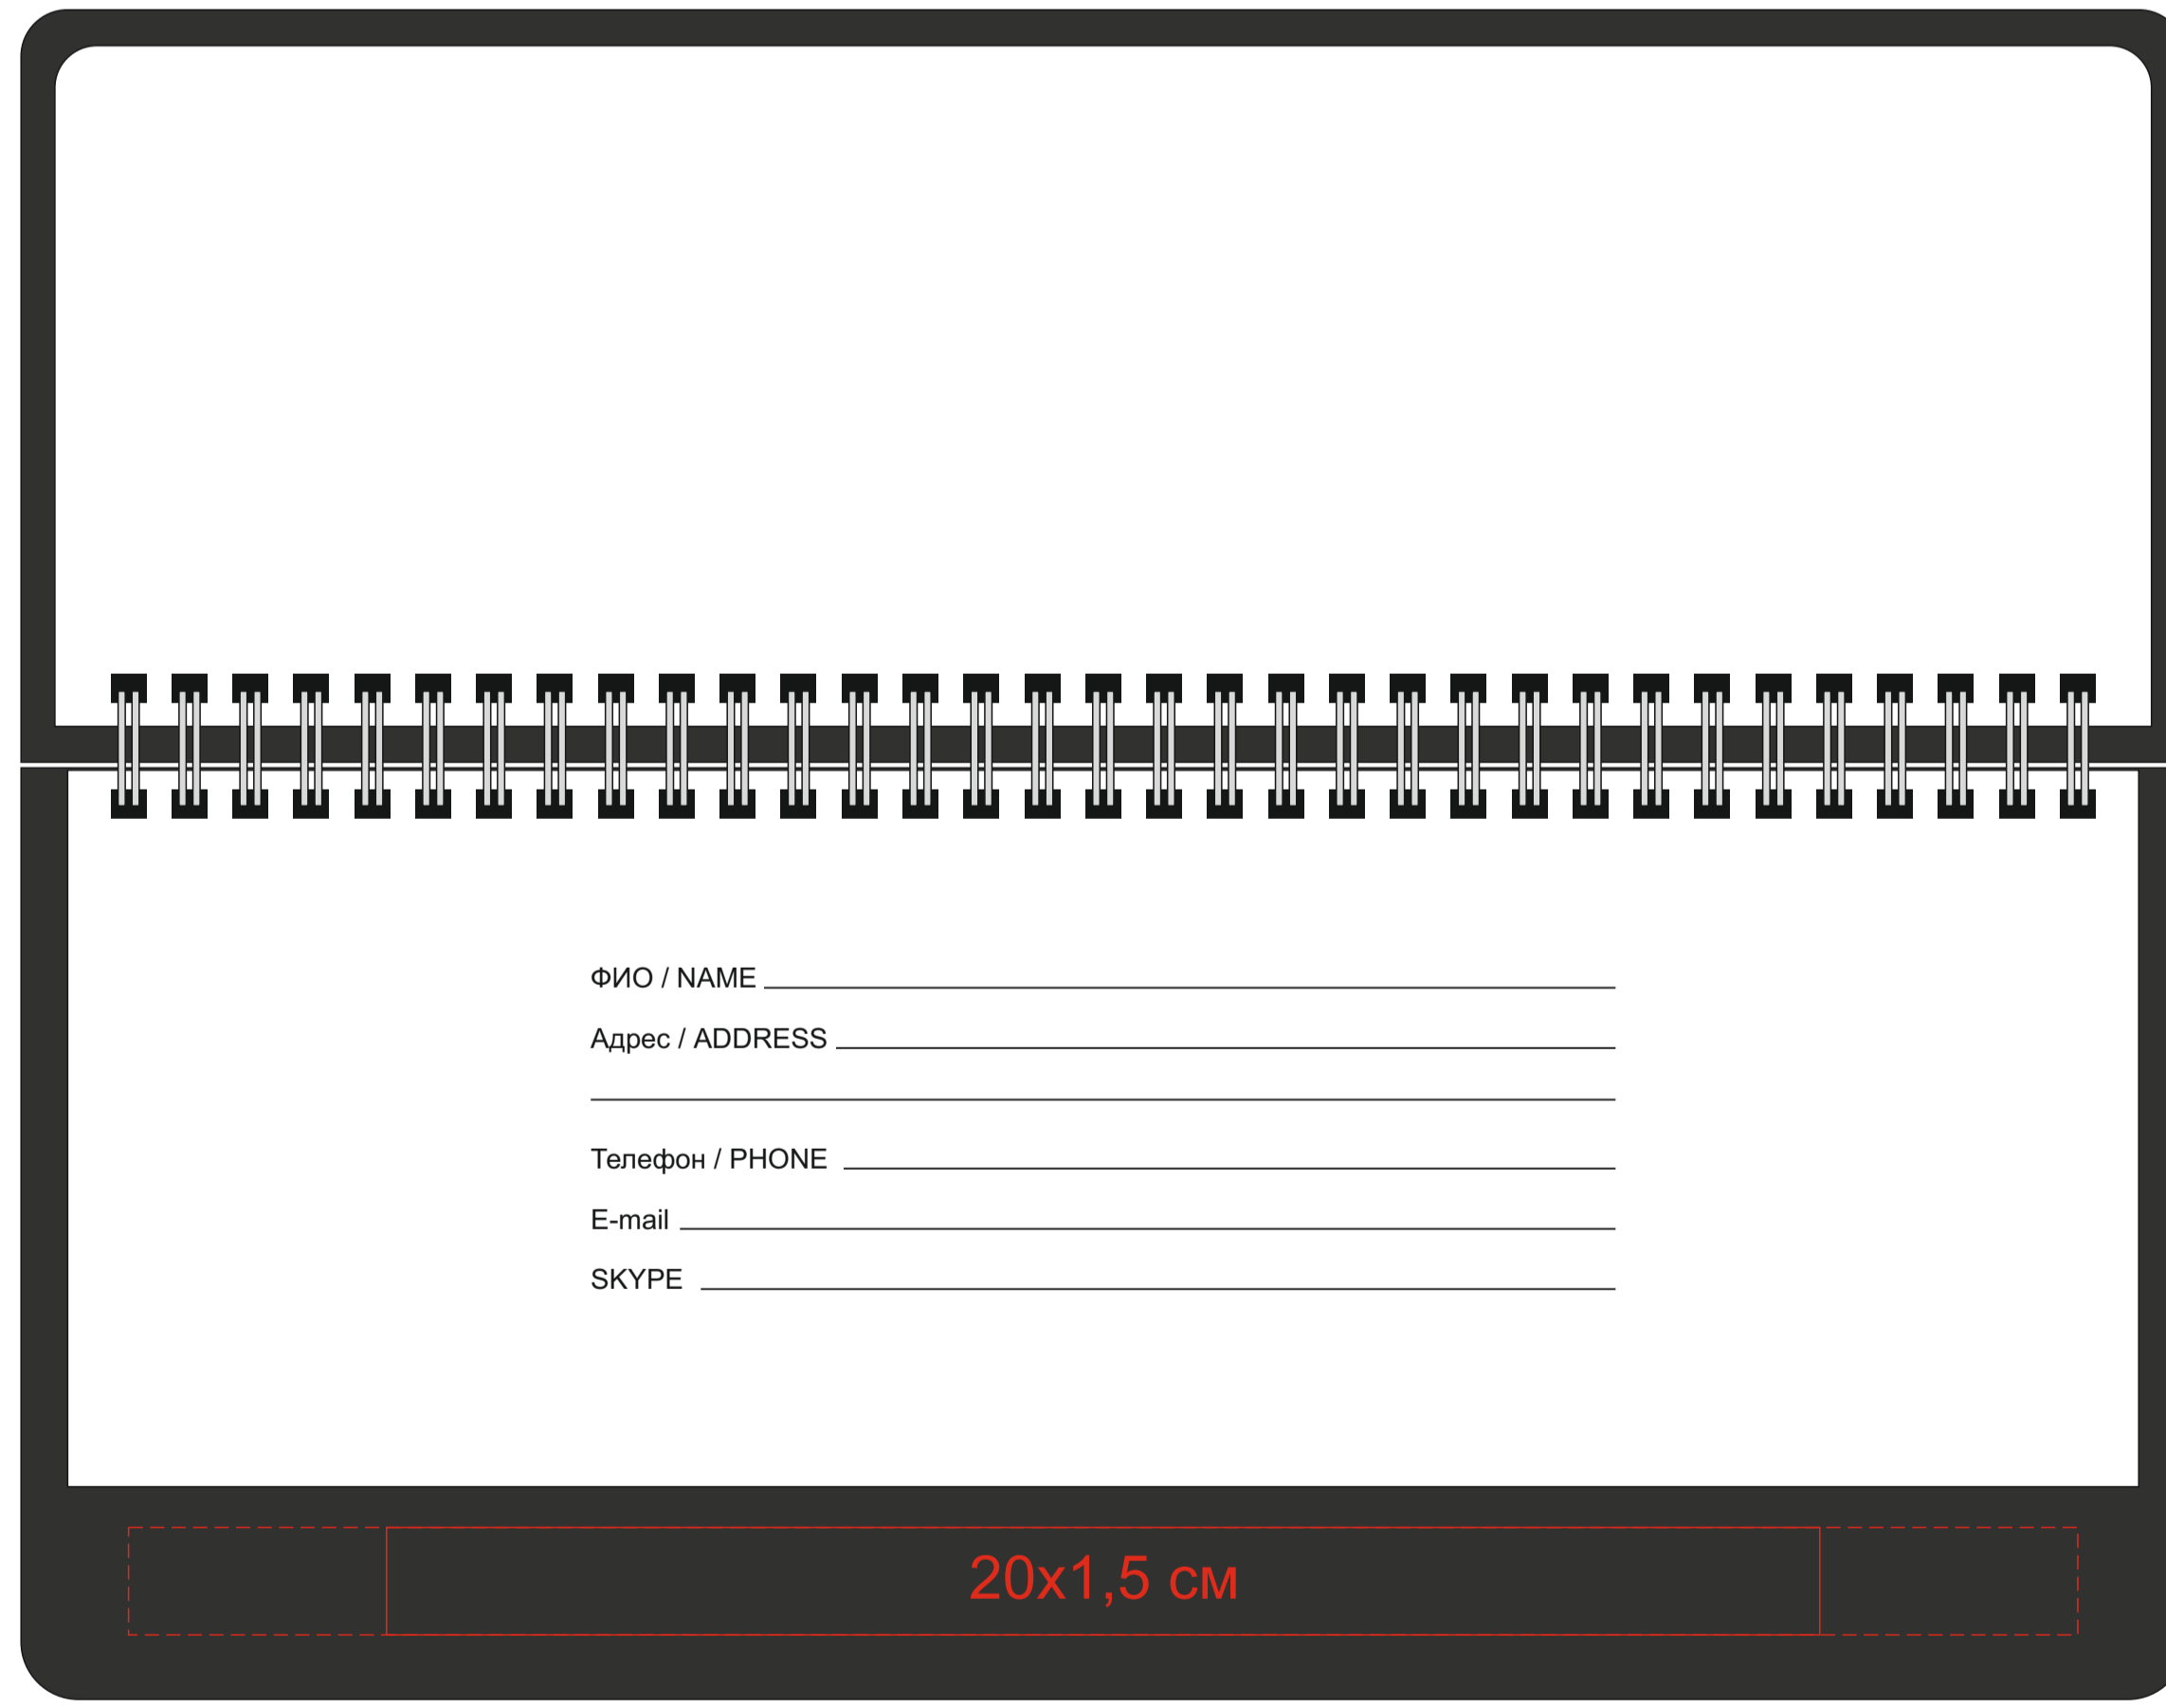 ФИО / NAME
Адрес / ADDRESS
Телефон / PHONE
E-mail
SKYPE
20x1,5 см